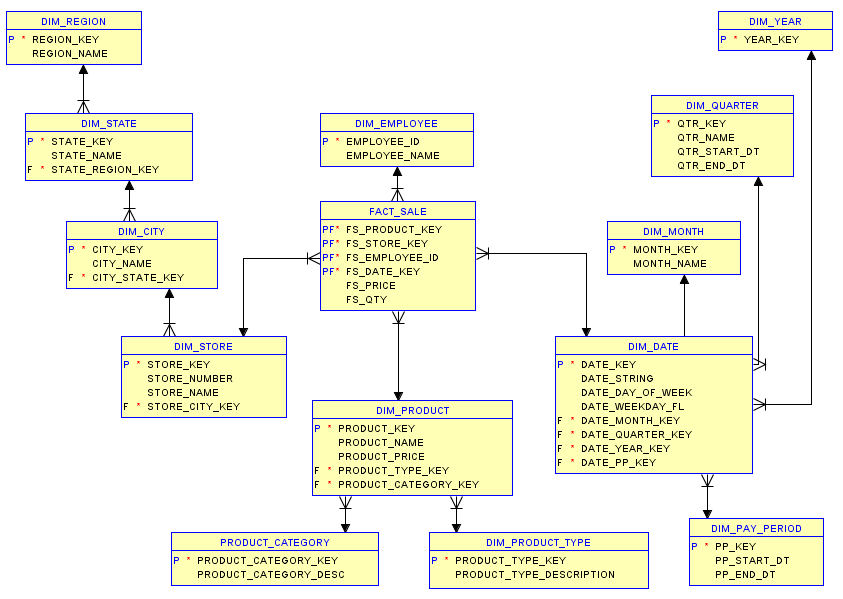 DIM_REGION
P * REGION_KEY
REGION_NAME
DIM_YEAR
P * YEAR_KEY
DIM_QUARTER
P * QTR_KEY
QTR_NAME
QTR_START_DT
QTR_END_DT
DIM_STATE
P * STATE_KEY
STATE_NAME
F * STATE_REGION_KEY
DIM_EMPLOYEE
P * EMPLOYEE_ID
EMPLOYEE_NAME
FACT_SALE
PF* FS_PRODUCT_KEY
PF* FS_STORE_KEY
PF* FS_EMPLOYEE_ID
PF* FS_DATE_KEY
FS_PRICE
FS_QTY
DIM_CITY
P * CITY_KEY
CITY_NAME
F * CITY_STATE_KEY
DIM_MONTH
P * MONTH_KEY
MONTH_NAME
DIM_STORE
P * STORE_KEY
STORE_NUMBER
STORE_NAME
F * STORE_CITY_KEY
DIM_DATE
P * DATE_KEY
DATE_STRING
DATE_DAY_OF_WEEK
DATE_WEEKDAY_FL
F * DATE_MONTH_KEY
F * DATE_QUARTER_KEY
F * DATE_YEAR_KEY
F * DATE_PP_KEY
DIM_PRODUCT
P * PRODUCT_KEY
PRODUCT_NAME
PRODUCT_PRICE
F * PRODUCT_TYPE_KEY
F * PRODUCT_CATEGORY_KEY
PRODUCT_CATEGORY
P * PRODUCT_CATEGORY_KEY
PRODUCT_CATEGORY_DESC
DIM_PRODUCT_TYPE
P * PRODUCT_TYPE_KEY
PRODUCT_TYPE_DESCRIPTION
DIM_PAY_PERIOD
P * PP_KEY
PP_START_DT
PP_END_DT